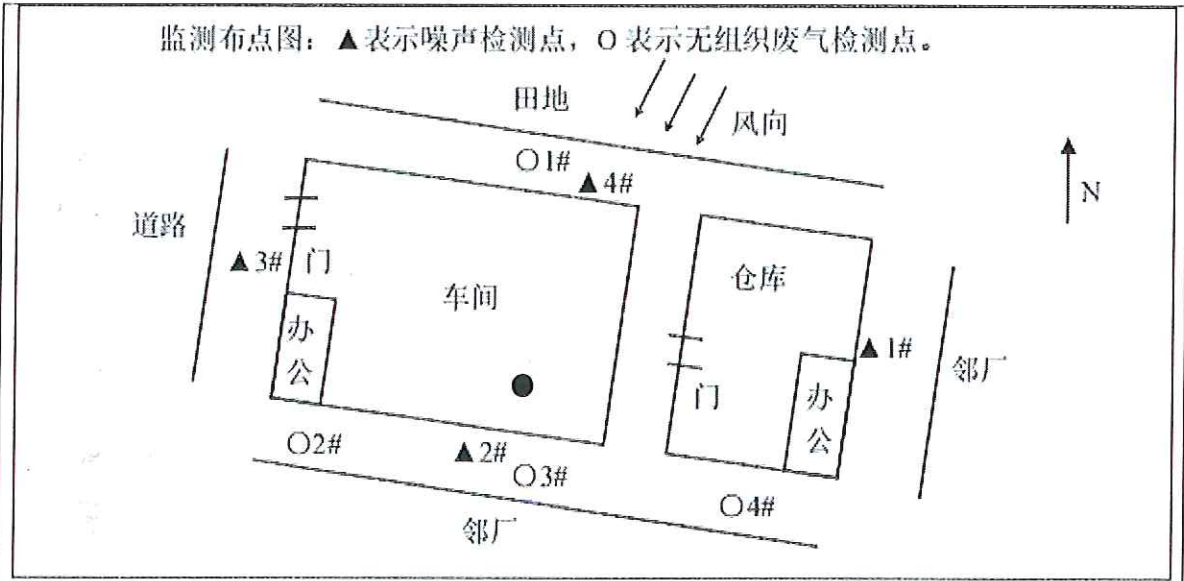 监测布点图：▲表示噪声检测点，O 表示无组织废气检测点。
田地
风向
O1#
▲4#
N
道路
▲3#
门
车间
仓库
▲1#
邻厂
办公
门
办公
O2#
▲2#
O3#
O4#
邻厂